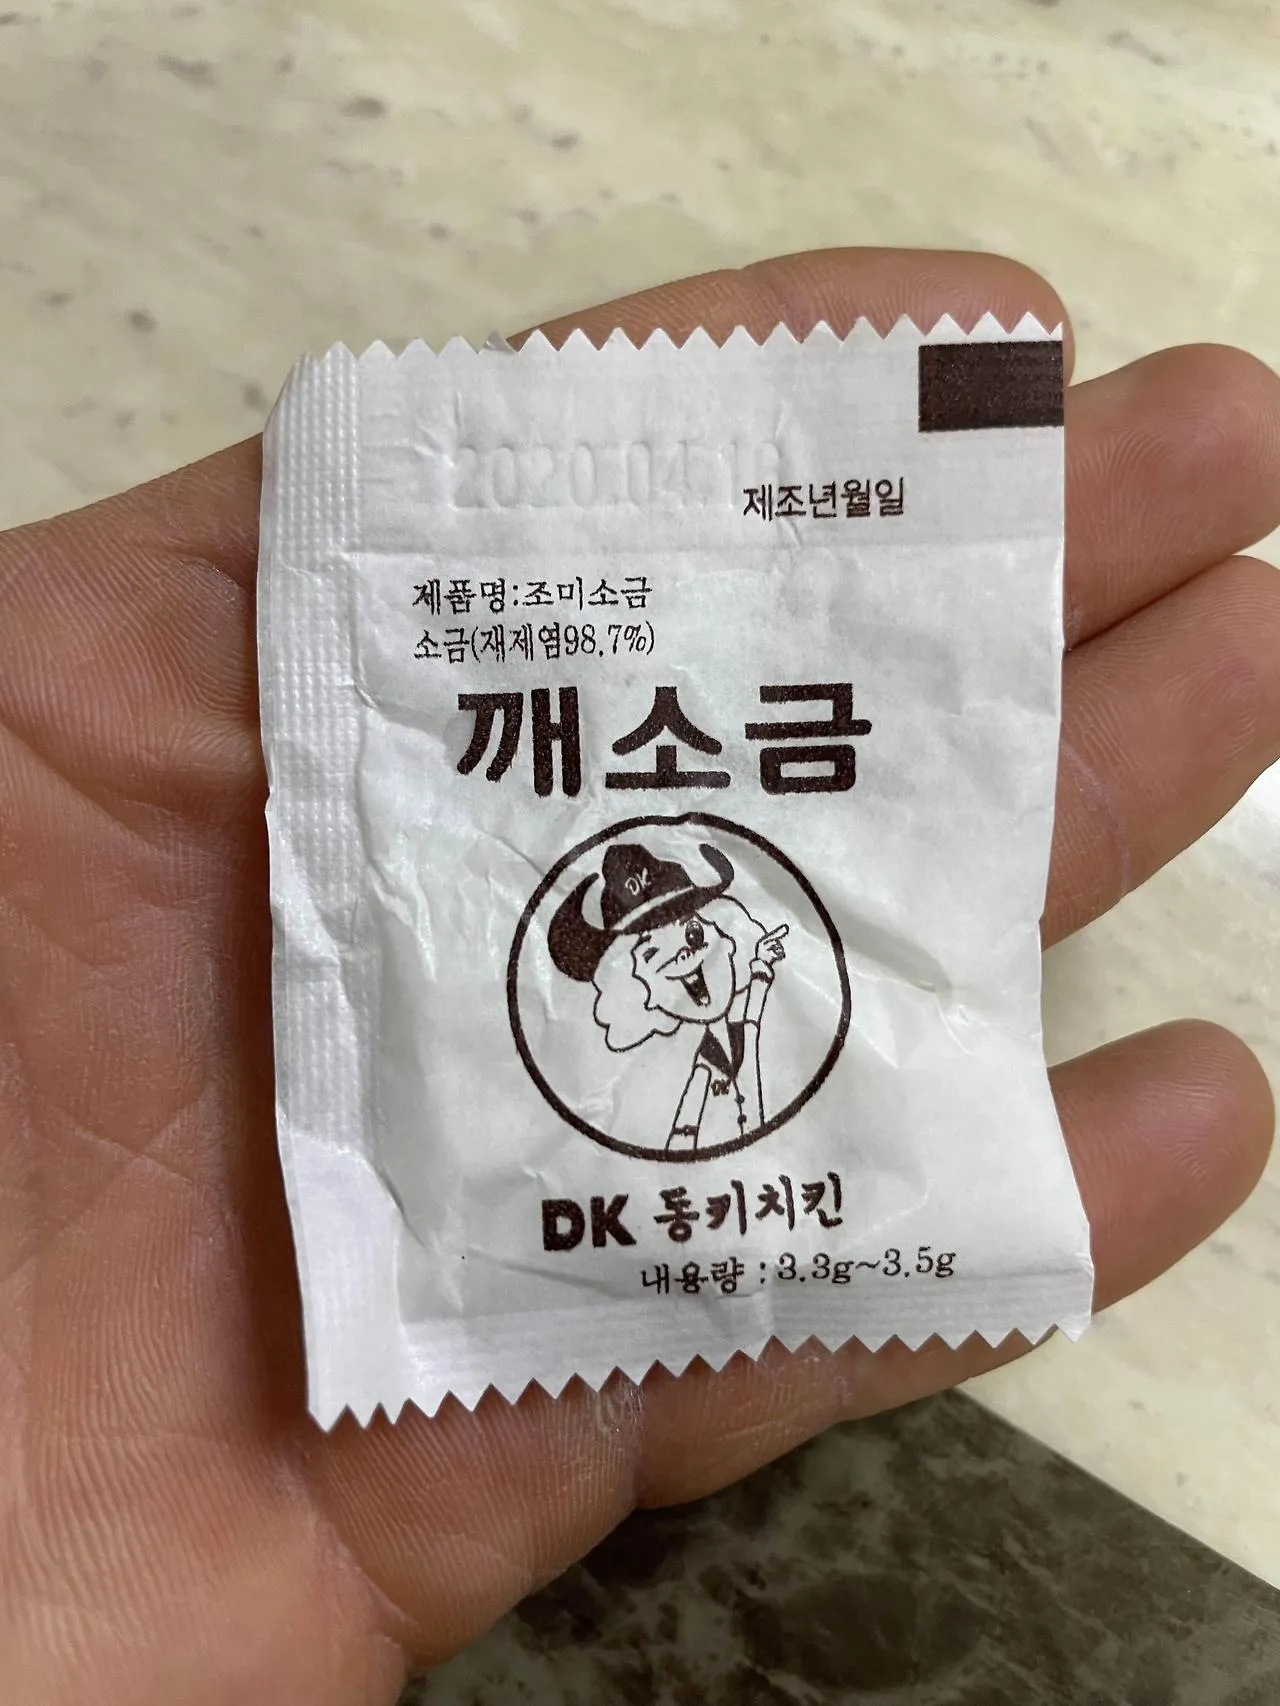 2020.04.
제조년월일
제품명:조미소금
소금(재제염98.7%)
깨소금
DK
DK
DK 동키치킨
내용량 : 3.3g~3.5g